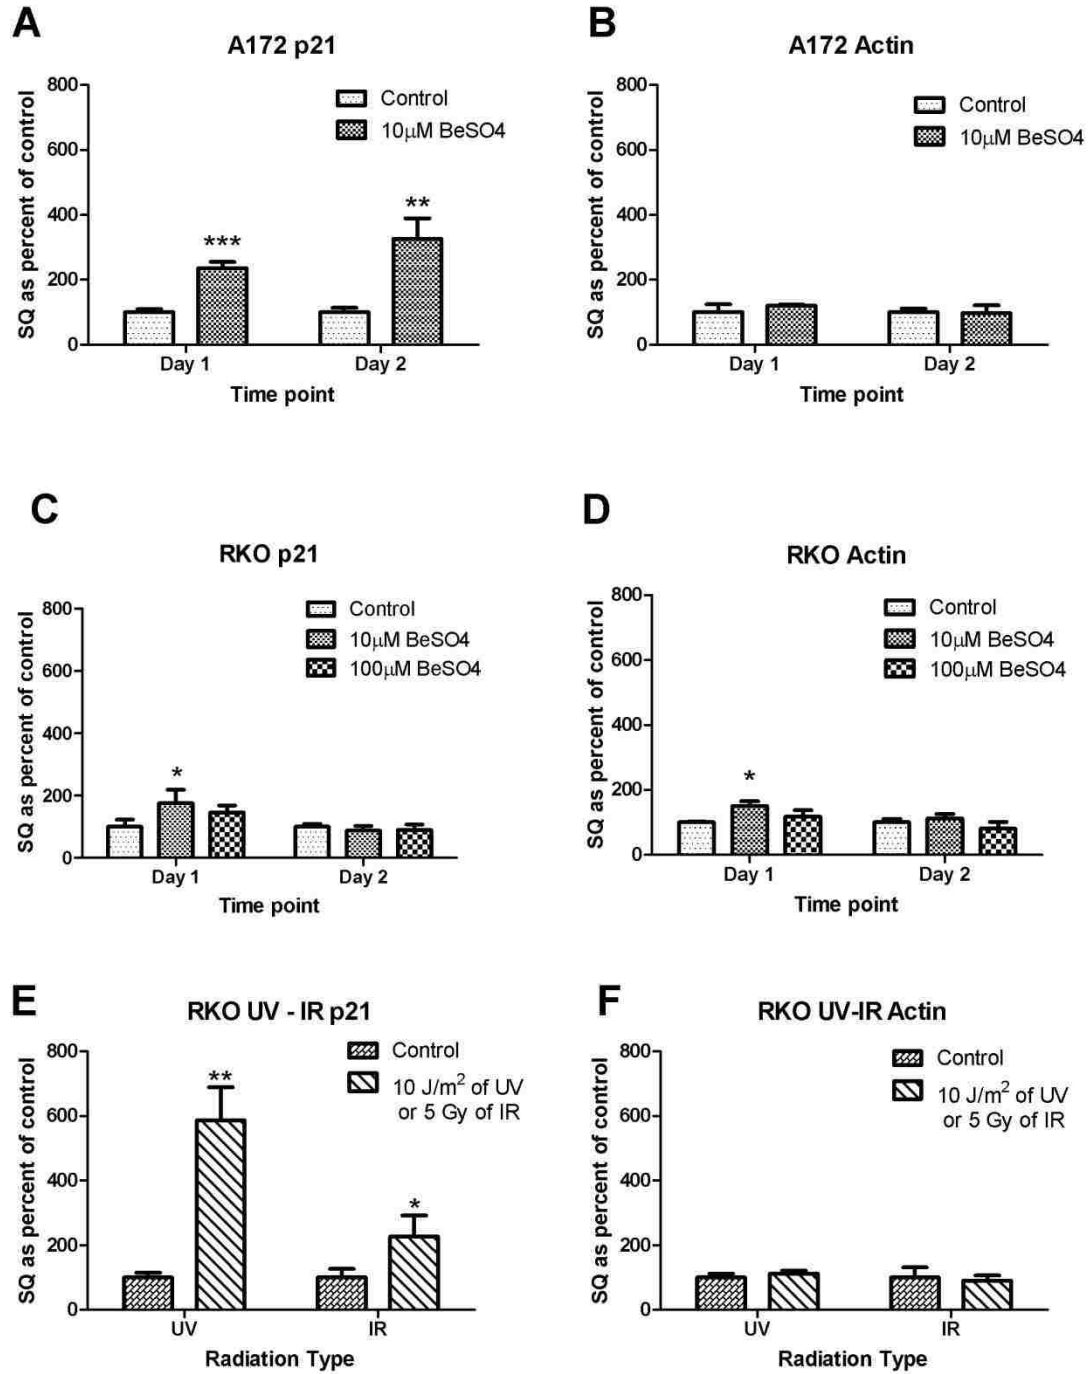 A
A172 p21
SQ as percent of control
800
600
400
200
0
Control
10μM BeSO4
***
**
Day 1
Day 2
Time point
B
A172 Actin
SQ as percent of control
800
600
400
200
0
Control
10μM BeSO4
Day 1
Day 2
Time point
C
RKO p21
SQ as percent of control
800
600
400
200
0
Control
10μM BeSO4
100μM BeSO4
*
Day 1
Day 2
Time point
D
RKO Actin
SQ as percent of control
800
600
400
200
0
Control
10μM BeSO4
100μM BeSO4
*
Day 1
Day 2
Time point
E
RKO UV - IR p21
SQ as percent of control
800
600
400
200
0
Control
10 J/m² of UV
or 5 Gy of IR
**
*
UV
IR
Radiation Type
F
RKO UV-IR Actin
SQ as percent of control
800
600
400
200
0
Control
10 J/m² of UV
or 5 Gy of IR
UV
IR
Radiation Type